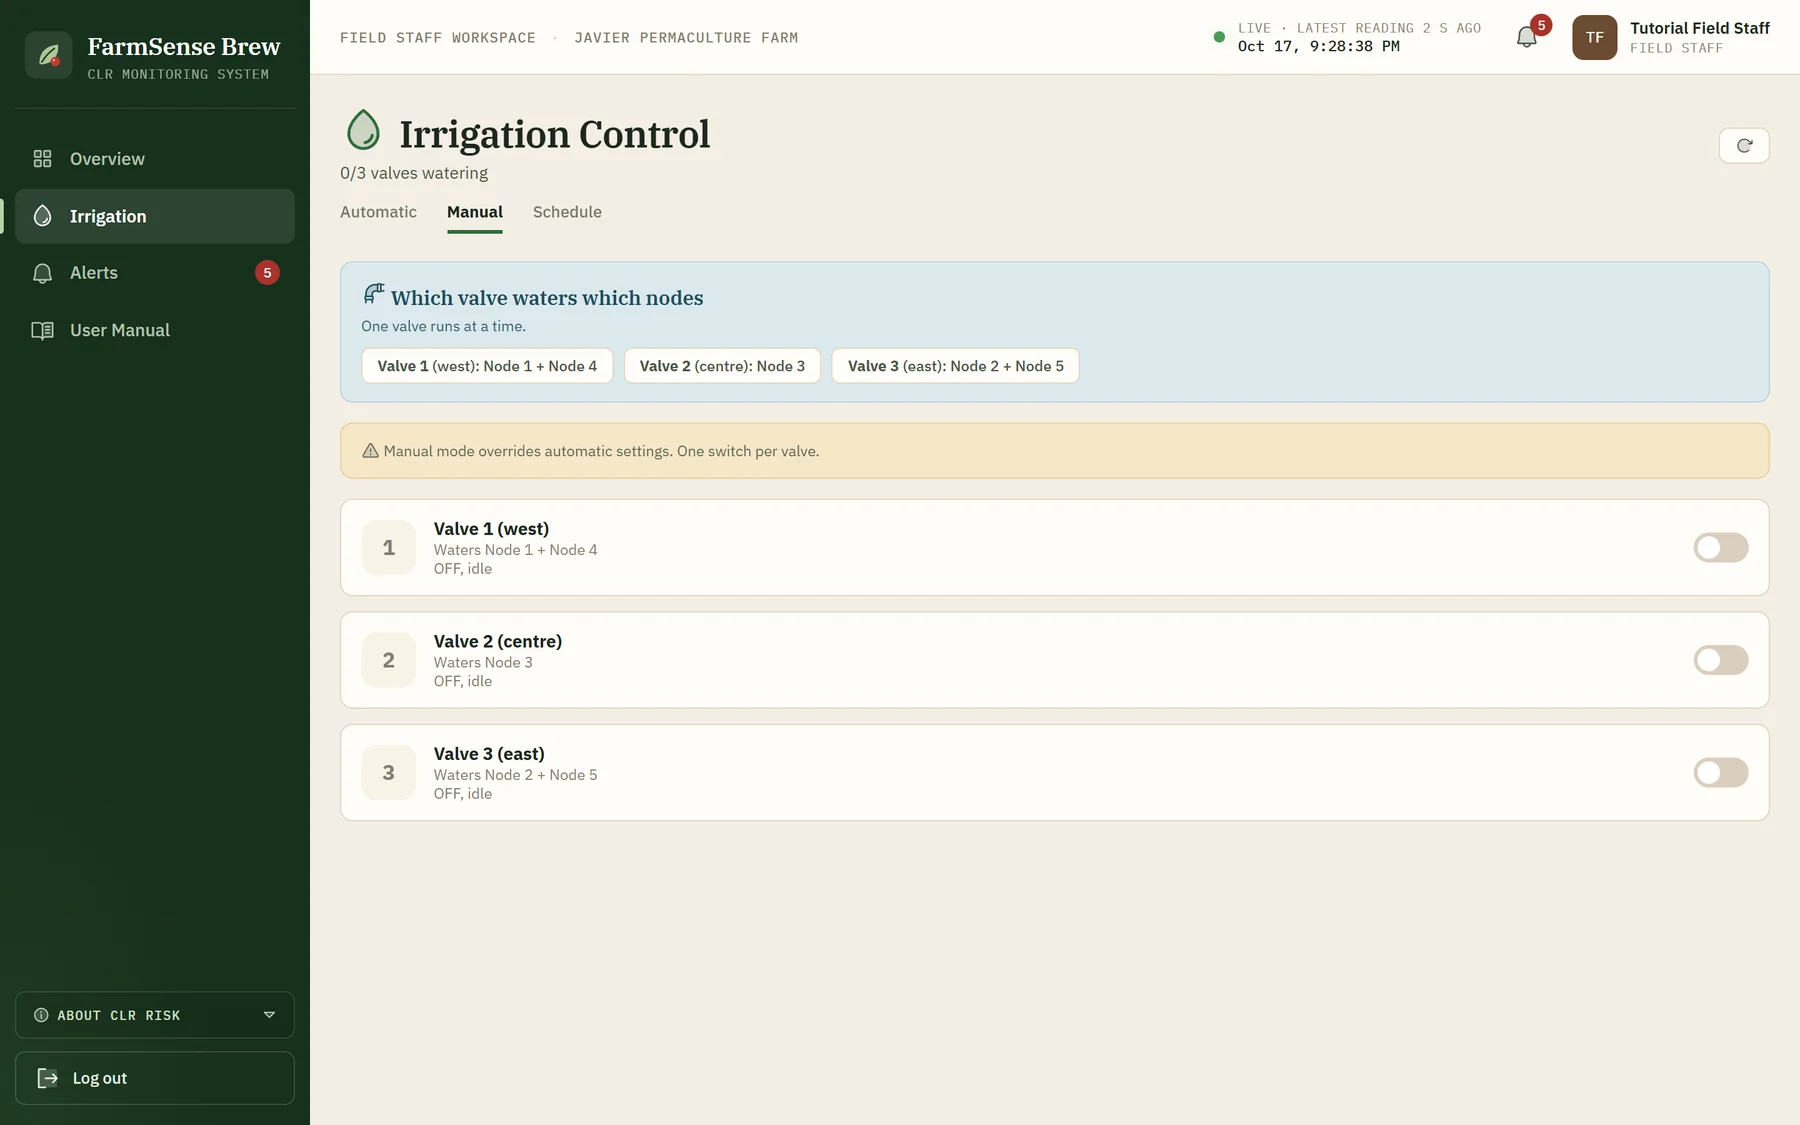 FarmSense Brew
CLR MONITORING SYSTEM
Overview
Irrigation
Alerts
5
User Manual
ABOUT CLR RISK
Log out
FIELD STAFF WORKSPACE · JAVIER PERMACULTURE FARM
LIVE · LATEST READING 2 S AGO
Oct 17, 9:28:38 PM
5
TF
Tutorial Field Staff
FIELD STAFF
Irrigation Control
0/3 valves watering
Automatic
Manual
Schedule
Which valve waters which nodes
One valve runs at a time.
Valve 1 (west): Node 1 + Node 4
Valve 2 (centre): Node 3
Valve 3 (east): Node 2 + Node 5
Manual mode overrides automatic settings. One switch per valve.
1
Valve 1 (west)
Waters Node 1 + Node 4
OFF, idle
2
Valve 2 (centre)
Waters Node 3
OFF, idle
3
Valve 3 (east)
Waters Node 2 + Node 5
OFF, idle